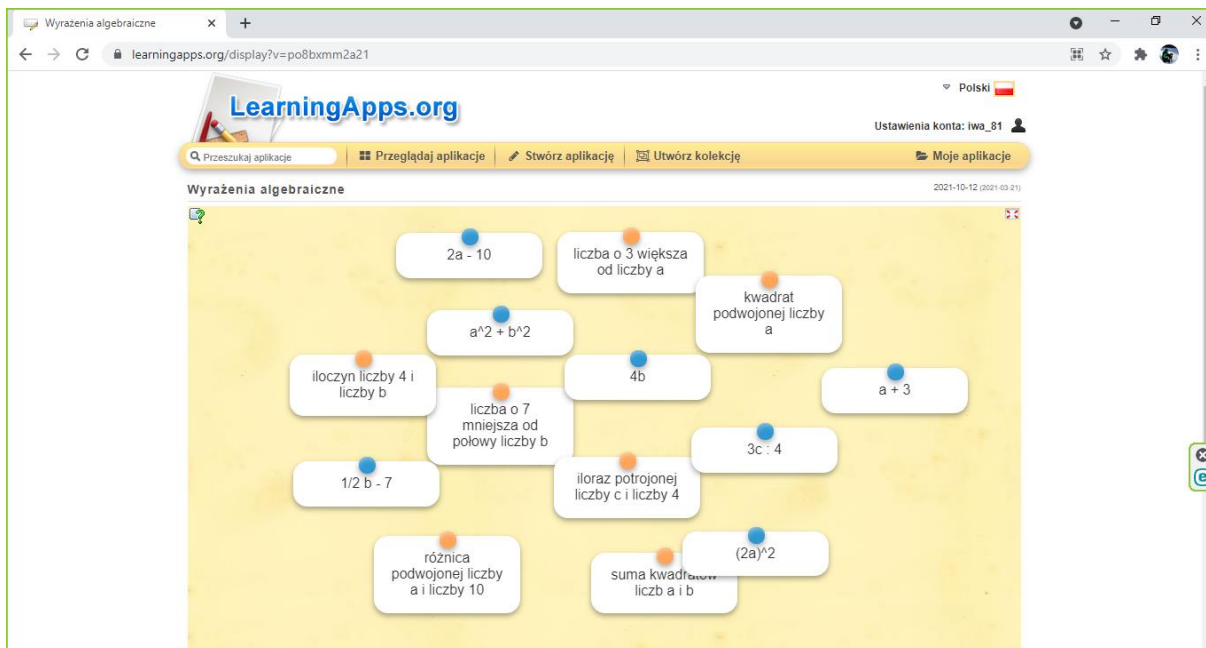 Wyrażenia algebraiczne
learningapps.org/display?v=po8bxmm2a21
Polski
LearningApps.org
Ustawienia konta: iwa_81
Przeszukaj aplikacje
Przeglądaj aplikacje
Stwórz aplikację
Utwórz kolekcję
Moje aplikacje
Wyrażenia algebraiczne
2021-10-12 (2021-03-21)
2a - 10
liczba o 3 większa
od liczby a
kwadrat
podwojonej liczby
a
a^2 + b^2
iloczyn liczby 4 i
liczby b
4b
a + 3
liczba o 7
mniejsza od
połowy liczby b
3c : 4
1/2 b - 7
iloraz potrojonej
liczby c i liczby 4
(2a)^2
różnica
podwojonej liczby
a i liczby 10
suma kwadratów
liczb a i b